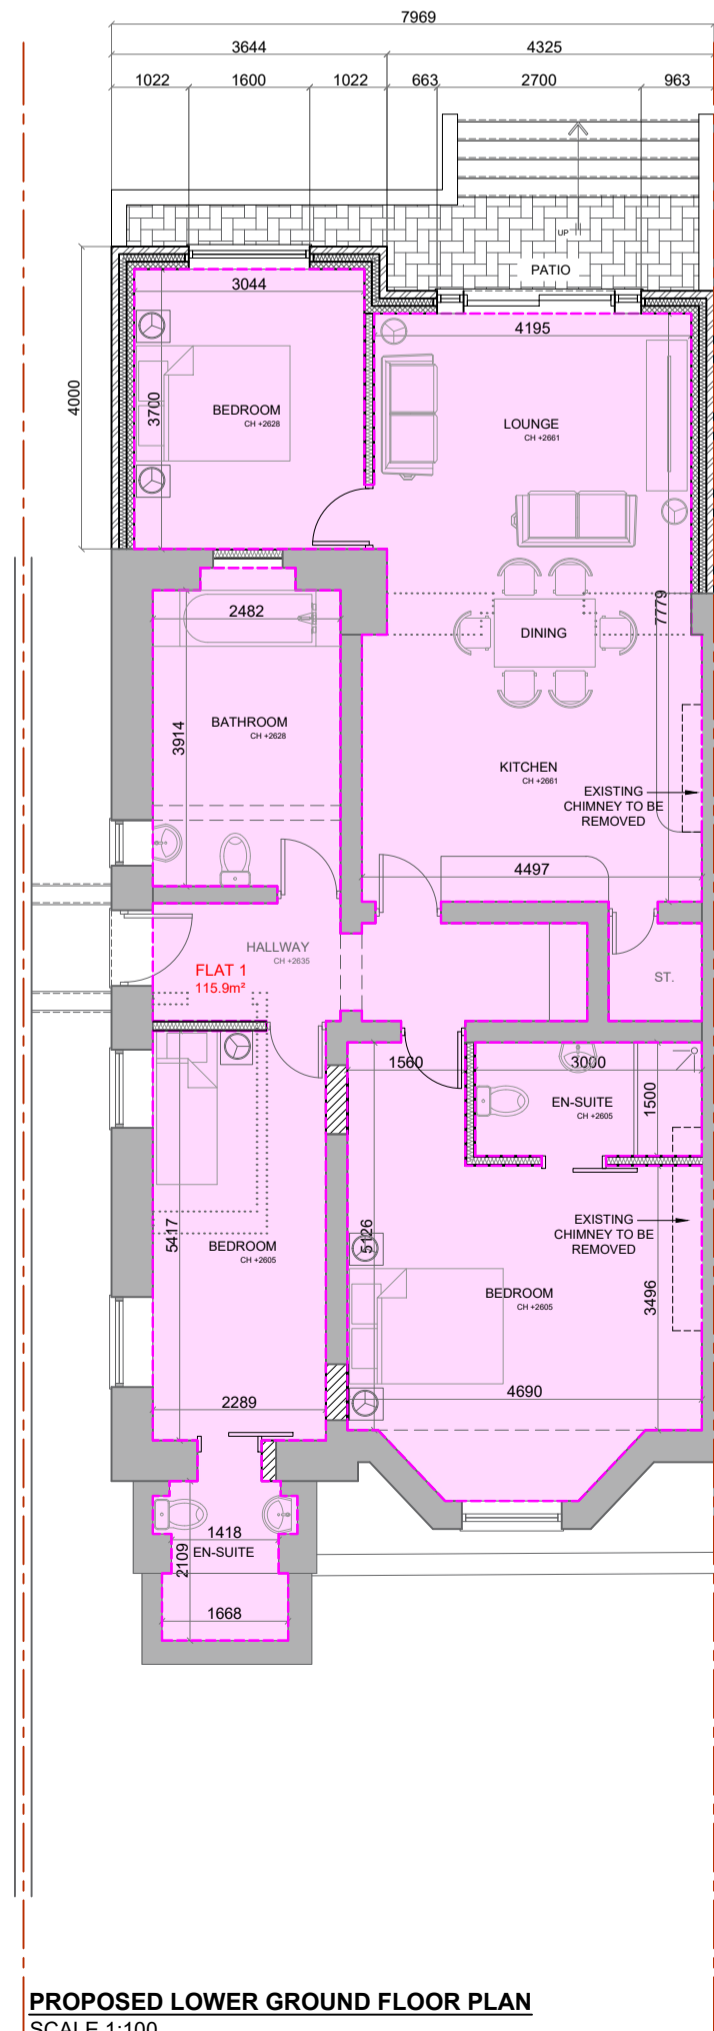 7969
3644
4325
1022
1600
1022
663
2700
963
UP
PATIO
3044
4195
4000
3700
BEDROOM
CH +2628
LOUNGE
CH +2661
2482
DINING
7779
BATHROOM
CH +2628
3914
KITCHEN
CH +2661
EXISTING
CHIMNEY TO BE
REMOVED
4497
HALLWAY
CH +2635
FLAT 1
115.9m²
ST.
1560
3000
EN-SUITE
CH +2605
1500
5417
BEDROOM
CH +2605
5126
EXISTING
CHIMNEY TO BE
REMOVED
BEDROOM
CH +2605
3496
2289
4690
1418
EN-SUITE
2109
1668
PROPOSED LOWER GROUND FLOOR PLAN
SCALE 1:100